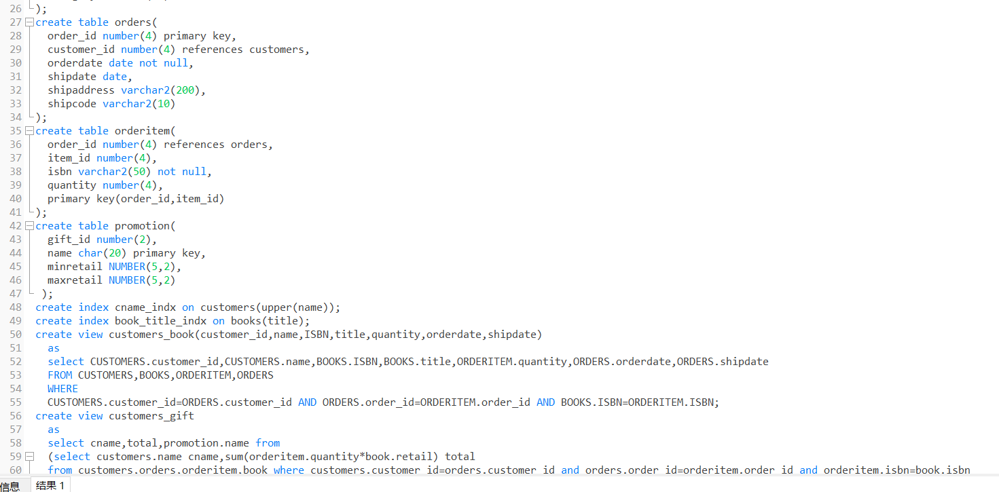 26 );
27 create table orders(
28 order_id number(4) primary key,
29 customer_id number(4) references customers,
30 orderdate date not null,
31 shipdate date,
32 shipaddress varchar2(200),
33 shipcode varchar2(10)
34 );
35 create table orderitem(
36 order_id number(4) references orders,
37 item_id number(4),
38 isbn varchar2(50) not null,
39 quantity number(4),
40 primary key(order_id,item_id)
41 );
42 create table promotion(
43 gift_id number(2),
44 name char(20) primary key,
45 minretail NUMBER(5,2),
46 maxretail NUMBER(5,2)
47 );
48 create index cname_indx on customers(upper(name));
49 create index book_title_indx on books(title);
50 create view customers_book(customer_id,name,ISBN,title,quantity,orderdate,shipdate)
51 as
52 select CUSTOMERS.customer_id,CUSTOMERS.name,BOOKS.ISBN,BOOKS.title,ORDERITEM.quantity,ORDERS.orderdate,ORDERS.shipdate
53 FROM CUSTOMERS,BOOKS,ORDERITEM,ORDERS
54 WHERE
55 CUSTOMERS.customer_id=ORDERS.customer_id AND ORDERS.order_id=ORDERITEM.order_id AND BOOKS.ISBN=ORDERITEM.ISBN;
56 create view customers_gift
57 as
58 select cname,total,promotion.name from
59 (select customers.name cname,sum(orderitem.quantity*book.retail) total
60 from customers,orders,orderitem,book where customers.customer_id=orders.customer_id and orders.order_id=orderitem.order_id and orderitem.isbn=book.isbn
信息 结果 1